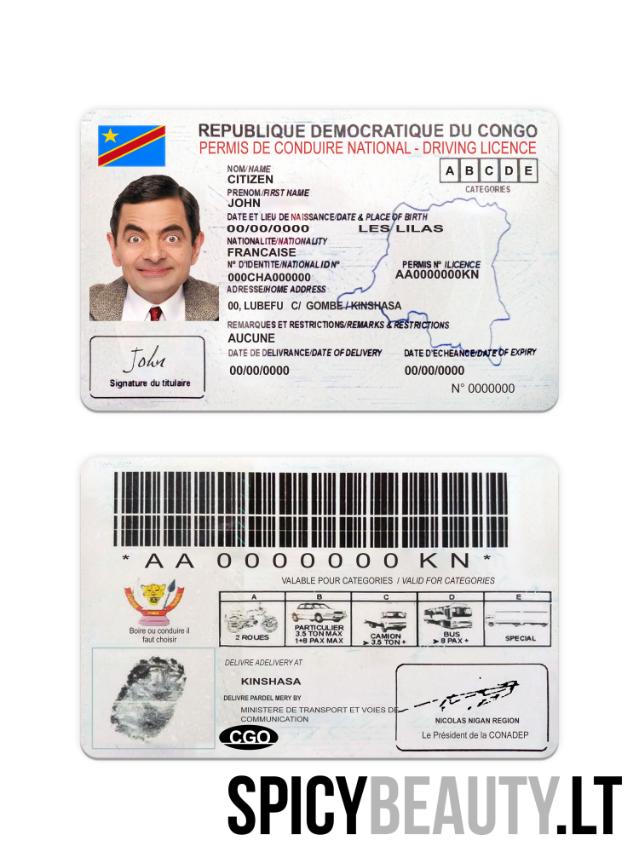 REPUBLIQUE DEMOCRATIQUE DU CONGO
PERMIS DE CONDUIRE NATIONAL - DRIVING LICENCE
NOM/NAME
CITIZEN
A B C D E
CATEGORIES
PRENOM/FIRST NAME
JOHN
DATE ET LIEU DE NAISSANCE/DATE & PLACE OF BIRTH
00/00/0000 LES LILAS
NATIONALITE/NATIONALITY
FRANCAISE
N° D'IDENTITE/NATIONAL ID N° PERMIS N° /LICENCE
000CHA000000 AA0000000KN
ADRESSE/HOME ADDRESS
00, LUBEFU C/ GOMBE / KINSHASA
REMARQUES ET RESTRICTIONS/REMARKS & RESTRICTIONS
AUCUNE
DATE DE DELIVRANCE/DATE OF DELIVERY DATE D'ECHEANCE/DATE OF EXPIRY
00/00/0000 00/00/0000
N° 0000000
John
Signature du titulaire
*AA 0000000 KN*
VALABLE POUR CATEGORIES / VALID FOR CATEGORIES
A B C D E
2 ROUES
PARTICULIER
3.5 TON MAX
1+8 PAX MAX
CAMION
> 3.5 TON +
BUS
> 8 PAX +
SPECIAL
Boire ou conduire il
faut choisir
DELIVRE ADELIVERY AT
KINSHASA
DELIVRE PARDEL MERY BY
MINISTERE DE TRANSPORT ET VOIES DE
COMMUNICATION
CGO
NICOLAS NIGAN REGION
Le Président de la CONADEP
SPICYBEAUTY.LT